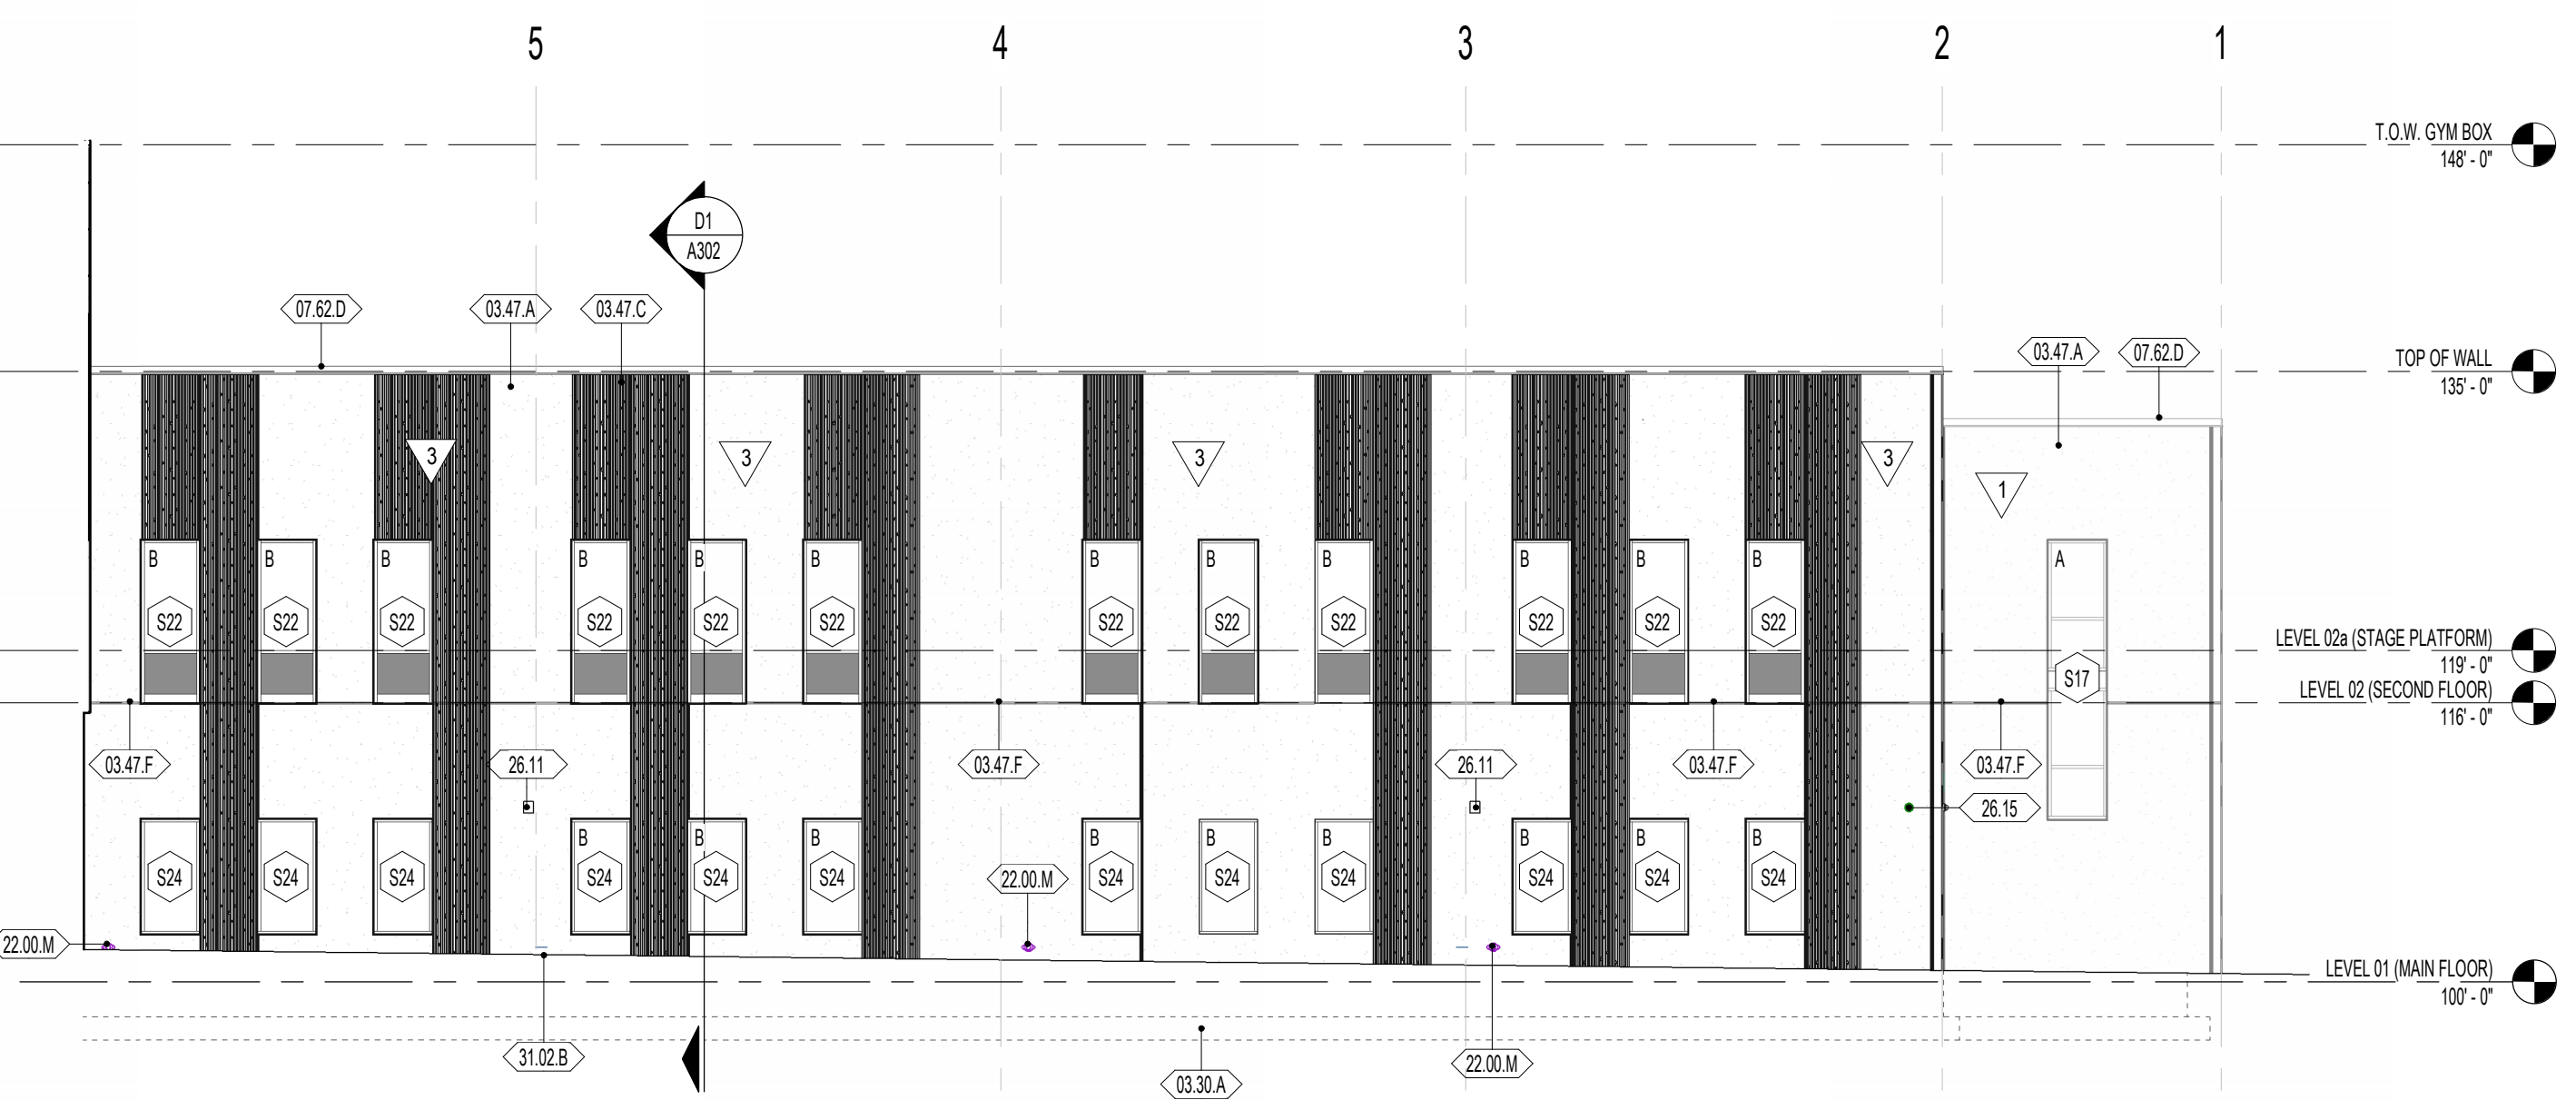 5 4 3 2 1
T.O.W. GYM BOX
148' - 0"
D1
A302
07.62.D 03.47.A 03.47.C
03.47.A 07.62.D
TOP OF WALL
135' - 0"
3 3 3 3
1
B B B B B B B B B B B B A
S22 S22 S22 S22 S22 S22 S22 S22 S22 S22 S22 S22
LEVEL 02a (STAGE PLATFORM)
119' - 0"
S17
LEVEL 02 (SECOND FLOOR)
116' - 0"
03.47.F 26.11 03.47.F 26.11 03.47.F 03.47.F
26.15
B B B B B B B B B
S24 S24 S24 S24 S24 S24 S24 S24 S24 S24 S24 S24
22.00.M
22.00.M
LEVEL 01 (MAIN FLOOR)
100' - 0"
31.02.B 22.00.M
03.30.A